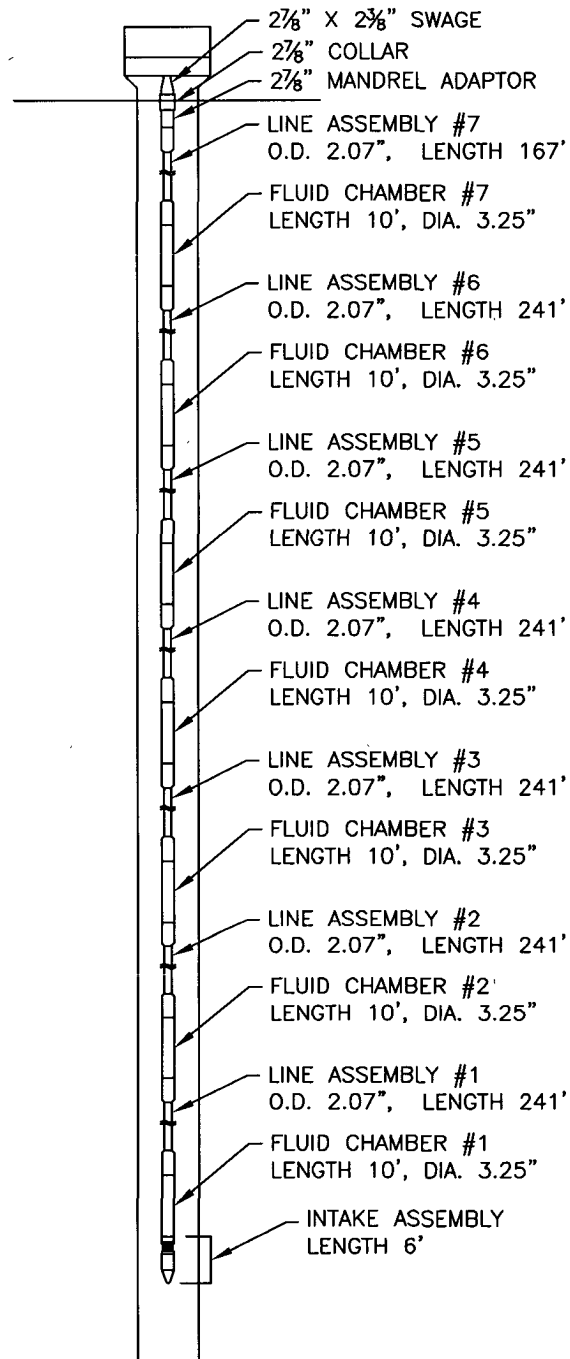 2⅞" X 2⅜" SWAGE
2⅞" COLLAR
2⅞" MANDREL ADAPTOR
LINE ASSEMBLY #7
O.D. 2.07", LENGTH 167'
FLUID CHAMBER #7
LENGTH 10', DIA. 3.25"
LINE ASSEMBLY #6
O.D. 2.07", LENGTH 241'
FLUID CHAMBER #6
LENGTH 10', DIA. 3.25"
LINE ASSEMBLY #5
O.D. 2.07", LENGTH 241'
FLUID CHAMBER #5
LENGTH 10', DIA. 3.25"
LINE ASSEMBLY #4
O.D. 2.07", LENGTH 241'
FLUID CHAMBER #4
LENGTH 10', DIA. 3.25"
LINE ASSEMBLY #3
O.D. 2.07", LENGTH 241'
FLUID CHAMBER #3
LENGTH 10', DIA. 3.25"
LINE ASSEMBLY #2
O.D. 2.07", LENGTH 241'
FLUID CHAMBER #2
LENGTH 10', DIA. 3.25"
LINE ASSEMBLY #1
O.D. 2.07", LENGTH 241'
FLUID CHAMBER #1
LENGTH 10', DIA. 3.25"
INTAKE ASSEMBLY
LENGTH 6'